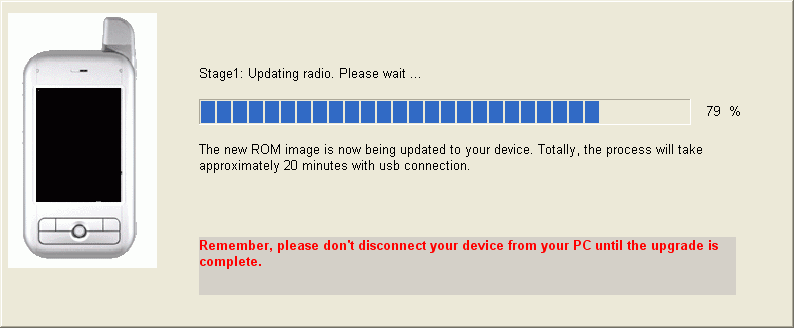 Stage1: Updating radio. Please wait ...
79 %
The new ROM image is now being updated to your device. Totally, the process will take
approximately 20 minutes with usb connection.
Remember, please don't disconnect your device from your PC until the upgrade is
complete.